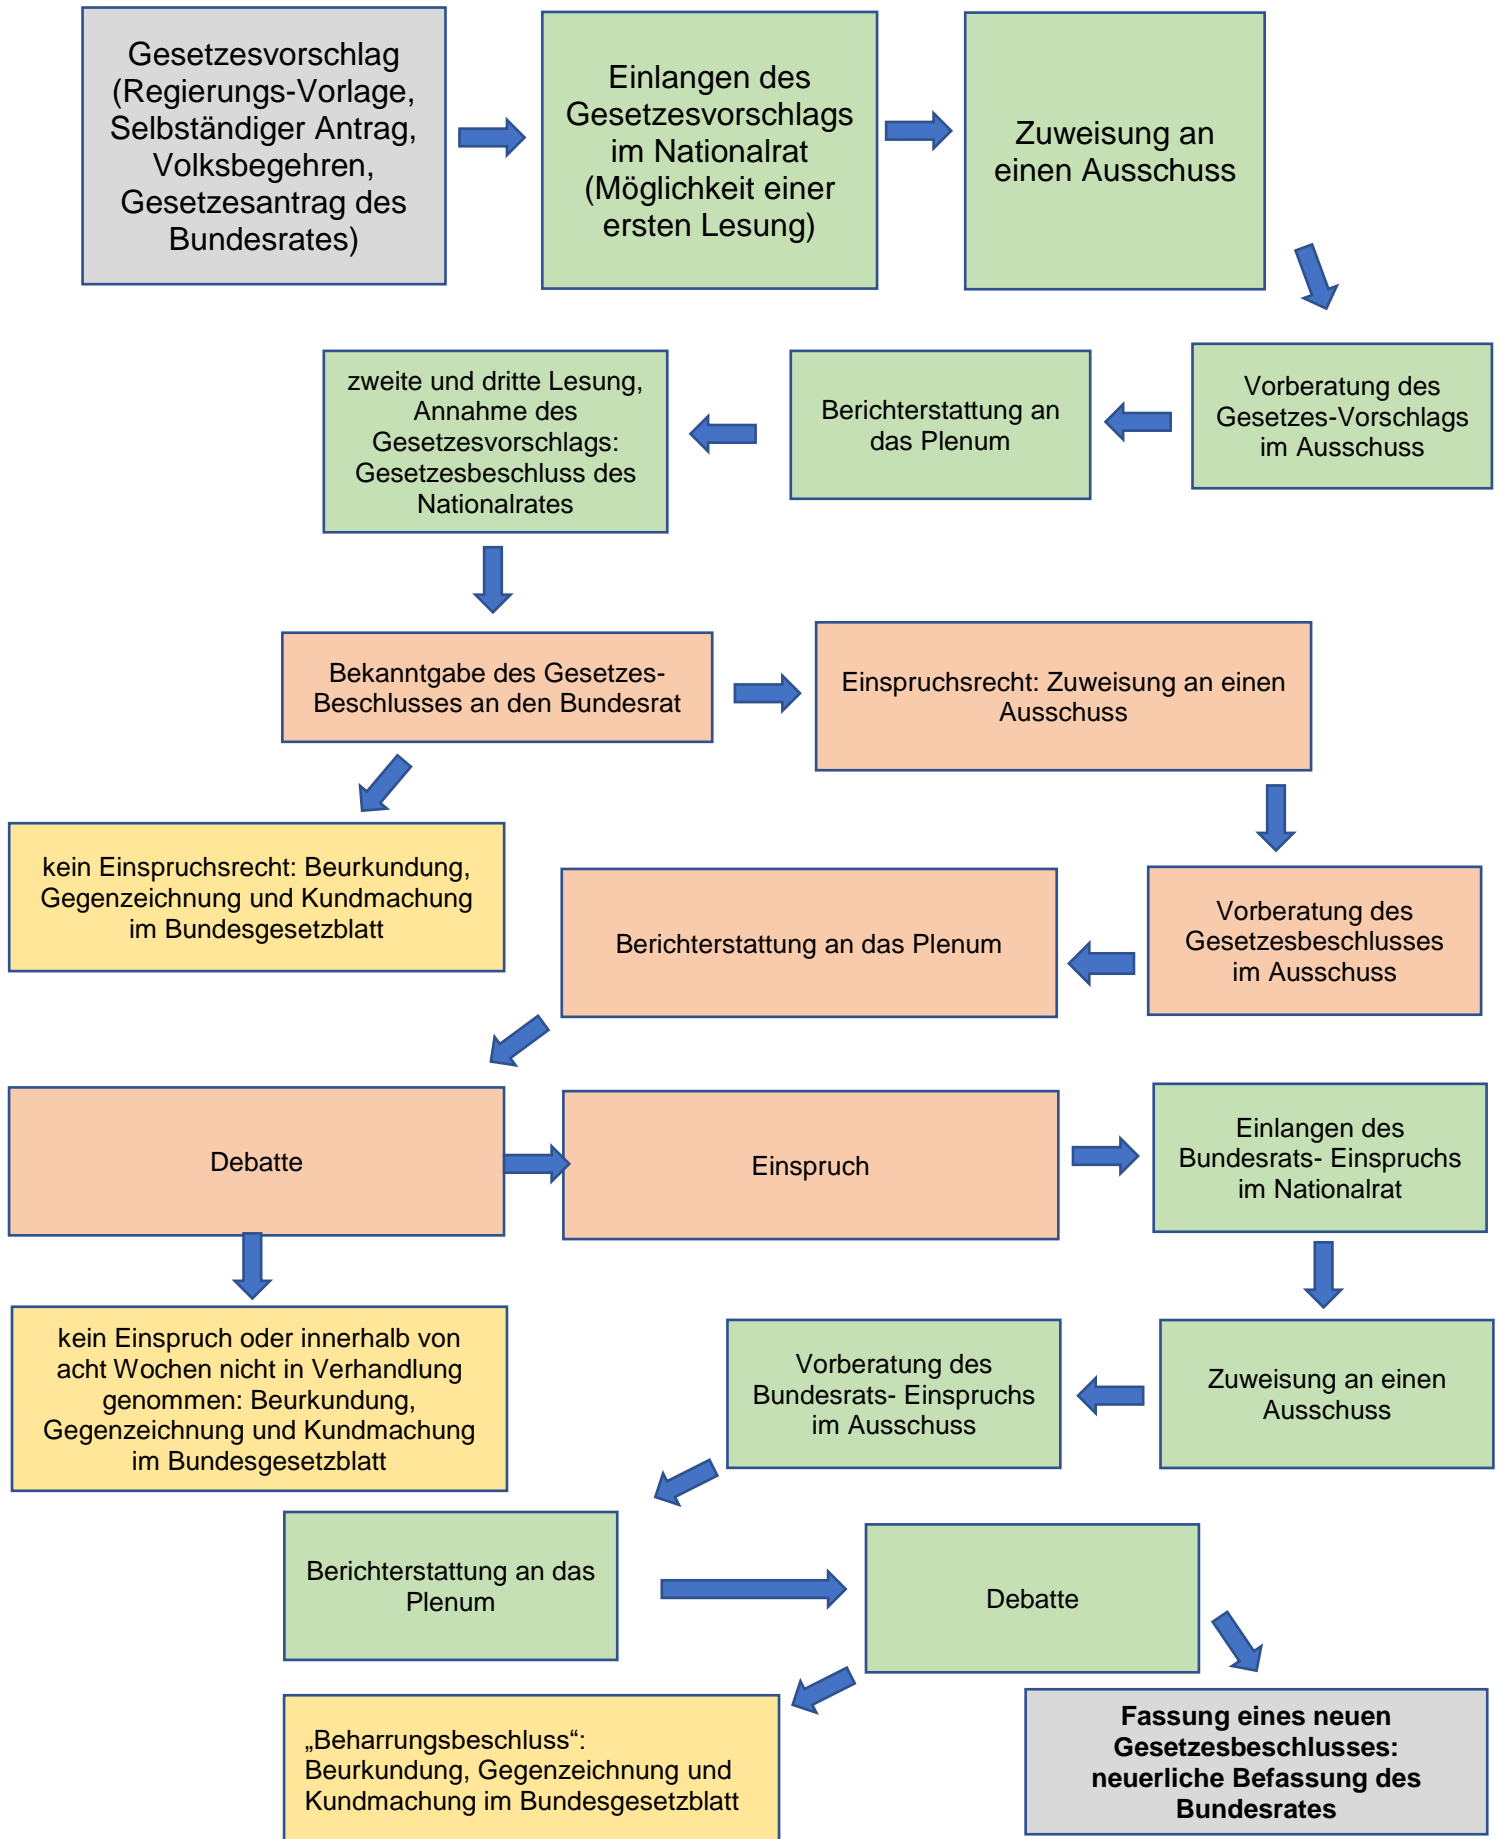 Gesetzesvorschlag
(Regierungs-Vorlage,
Selbständiger Antrag,
Volksbegehren,
Gesetzesantrag des
Bundesrates)
Einlangen des
Gesetzesvorschlags
im Nationalrat
(Möglichkeit einer
ersten Lesung)
Zuweisung an
einen Ausschuss
Vorberatung des
Gesetzes-Vorschlags
im Ausschuss
Berichterstattung an
das Plenum
zweite und dritte Lesung,
Annahme des
Gesetzesvorschlags:
Gesetzesbeschluss des
Nationalrates
Bekanntgabe des Gesetzes-
Beschlusses an den Bundesrat
Einspruchsrecht: Zuweisung an einen
Ausschuss
kein Einspruchsrecht: Beurkundung,
Gegenzeichnung und Kundmachung
im Bundesgesetzblatt
Vorberatung des
Gesetzesbeschlusses
im Ausschuss
Berichterstattung an das Plenum
Debatte
Einspruch
Einlangen des
Bundesrats- Einspruchs
im Nationalrat
kein Einspruch oder innerhalb von
acht Wochen nicht in Verhandlung
genommen: Beurkundung,
Gegenzeichnung und Kundmachung
im Bundesgesetzblatt
Zuweisung an einen
Ausschuss
Vorberatung des
Bundesrats- Einspruchs
im Ausschuss
Berichterstattung an das
Plenum
Debatte
„Beharrungsbeschluss“:
Beurkundung, Gegenzeichnung und
Kundmachung im Bundesgesetzblatt
Fassung eines neuen
Gesetzesbeschlusses:
neuerliche Befassung des
Bundesrates